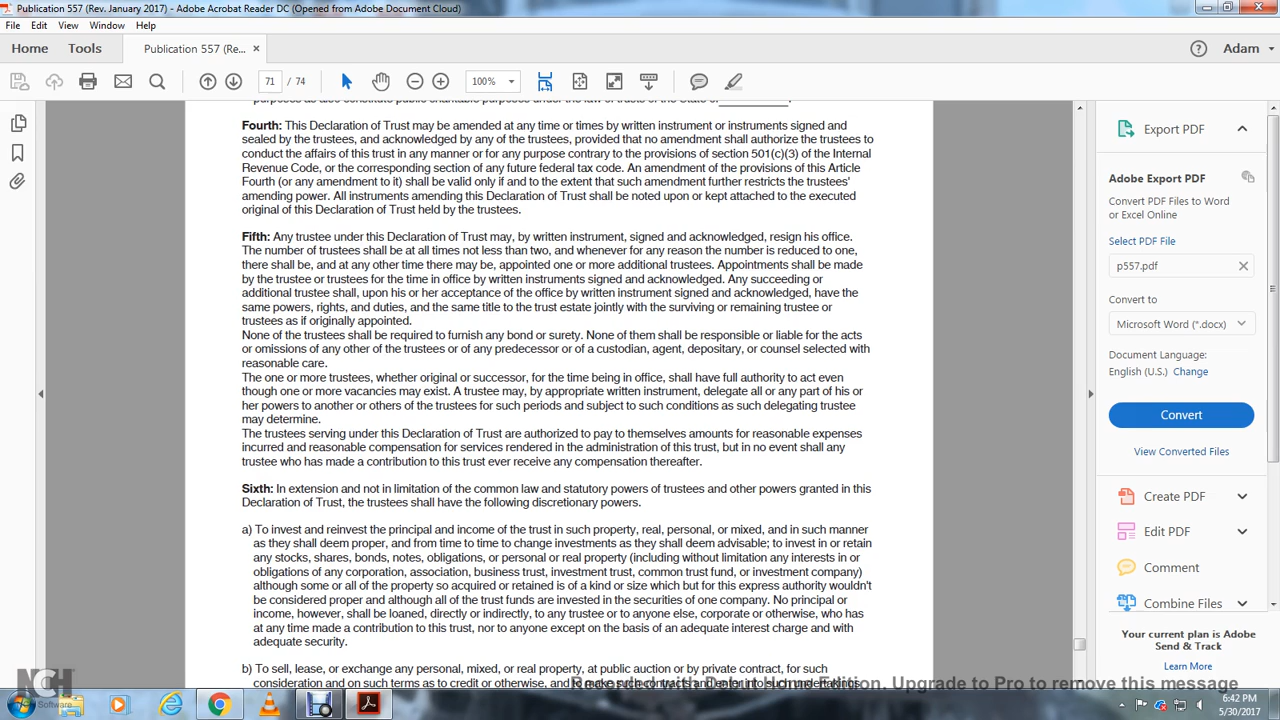 Publication 557 (Rev. January 2017) - Adobe Acrobat Reader DC (Opened from Adobe Document Cloud)
File Edit View Window Help
Home Tools Publication 557 (Re... × Adam
71 / 74 100%
purposes as also constitute public charitable purposes under the law of trusts of the State of__________.
Fourth: This Declaration of Trust may be amended at any time or times by written instrument or instruments signed and
sealed by the trustees, and acknowledged by any of the trustees, provided that no amendment shall authorize the trustees to
conduct the affairs of this trust in any manner or for any purpose contrary to the provisions of section 501(c)(3) of the Internal
Revenue Code, or the corresponding section of any future federal tax code. An amendment of the provisions of this Article
Fourth (or any amendment to it) shall be valid only if and to the extent that such amendment further restricts the trustees'
amending power. All instruments amending this Declaration of Trust shall be noted upon or kept attached to the executed
original of this Declaration of Trust held by the trustees.
Fifth: Any trustee under this Declaration of Trust may, by written instrument, signed and acknowledged, resign his office.
The number of trustees shall be at all times not less than two, and whenever for any reason the number is reduced to one,
there shall be, and at any other time there may be, appointed one or more additional trustees. Appointments shall be made
by the trustee or trustees for the time in office by written instruments signed and acknowledged. Any succeeding or
additional trustee shall, upon his or her acceptance of the office by written instrument signed and acknowledged, have the
same powers, rights, and duties, and the same title to the trust estate jointly with the surviving or remaining trustee or
trustees as if originally appointed.
None of the trustees shall be required to furnish any bond or surety. None of them shall be responsible or liable for the acts
or omissions of any other of the trustees or of any predecessor or of a custodian, agent, depositary, or counsel selected with
reasonable care.
The one or more trustees, whether original or successor, for the time being in office, shall have full authority to act even
though one or more vacancies may exist. A trustee may, by appropriate written instrument, delegate all or any part of his or
her powers to another or others of the trustees for such periods and subject to such conditions as such delegating trustee
may determine.
The trustees serving under this Declaration of Trust are authorized to pay to themselves amounts for reasonable expenses
incurred and reasonable compensation for services rendered in the administration of this trust, but in no event shall any
trustee who has made a contribution to this trust ever receive any compensation thereafter.
Sixth: In extension and not in limitation of the common law and statutory powers of trustees and other powers granted in this
Declaration of Trust, the trustees shall have the following discretionary powers.
a) To invest and reinvest the principal and income of the trust in such property, real, personal, or mixed, and in such manner
as they shall deem proper, and from time to time to change investments as they shall deem advisable; to invest in or retain
any stocks, shares, bonds, notes, obligations, or personal or real property (including without limitation any interests in or
obligations of any corporation, association, business trust, investment trust, common trust fund, or investment company)
although some or all of the property so acquired or retained is of a kind or size which but for this express authority wouldn't
be considered proper and although all of the trust funds are invested in the securities of one company. No principal or
income, however, shall be loaned, directly or indirectly, to any trustee or to anyone else, corporate or otherwise, who has
at any time made a contribution to this trust, nor to anyone except on the basis of an adequate interest charge and with
adequate security.
b) To sell, lease, or exchange any personal, mixed, or real property, at public auction or by private contract, for such
consideration and on such terms as to credit or otherwise, and
Export PDF
Adobe Export PDF
Convert PDF Files to Word
or Excel Online
Select PDF File
p557.pdf
Convert to
Microsoft Word (*.docx)
Document Language:
English (U.S.) Change
Convert
View Converted Files
Create PDF
Edit PDF
Comment
Combine Files
Your current plan is Adobe
Send & Track
Learn More
Home Edition. Upgrade to Pro to remove this message
NCH Software
6:42 PM
5/30/2017